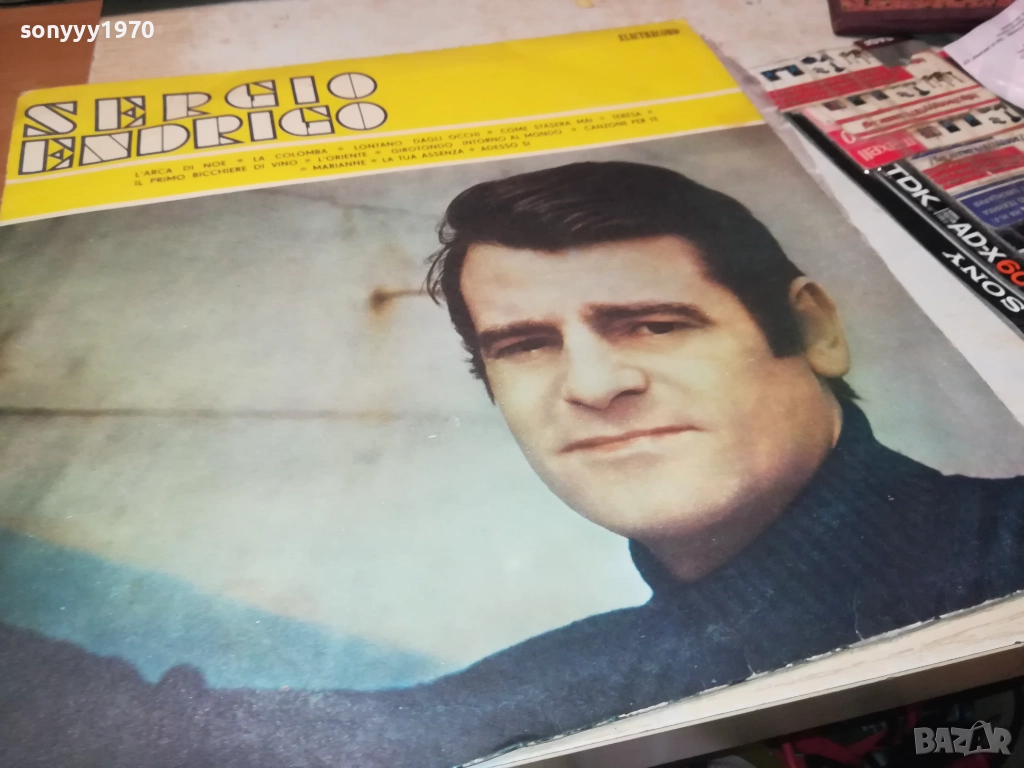 sonyyy1970
ELECTRECORD
SERGIO
ENDRIGO
L'ARCA DI NOE • LA COLOMBA • LONTANO DAGLI OCCHI • COME STASERA MAI • TERESA •
IL PRIMO BICCHIERE DI VINO • L'ORIENTE • GIROTONDO INTORNO AL MONDO • CANZONE PER TE
• MARIANNE • LA TUA ASSENZA • ADESSO SI
maxell
TDK
AD-X60
SONY
BAZAR